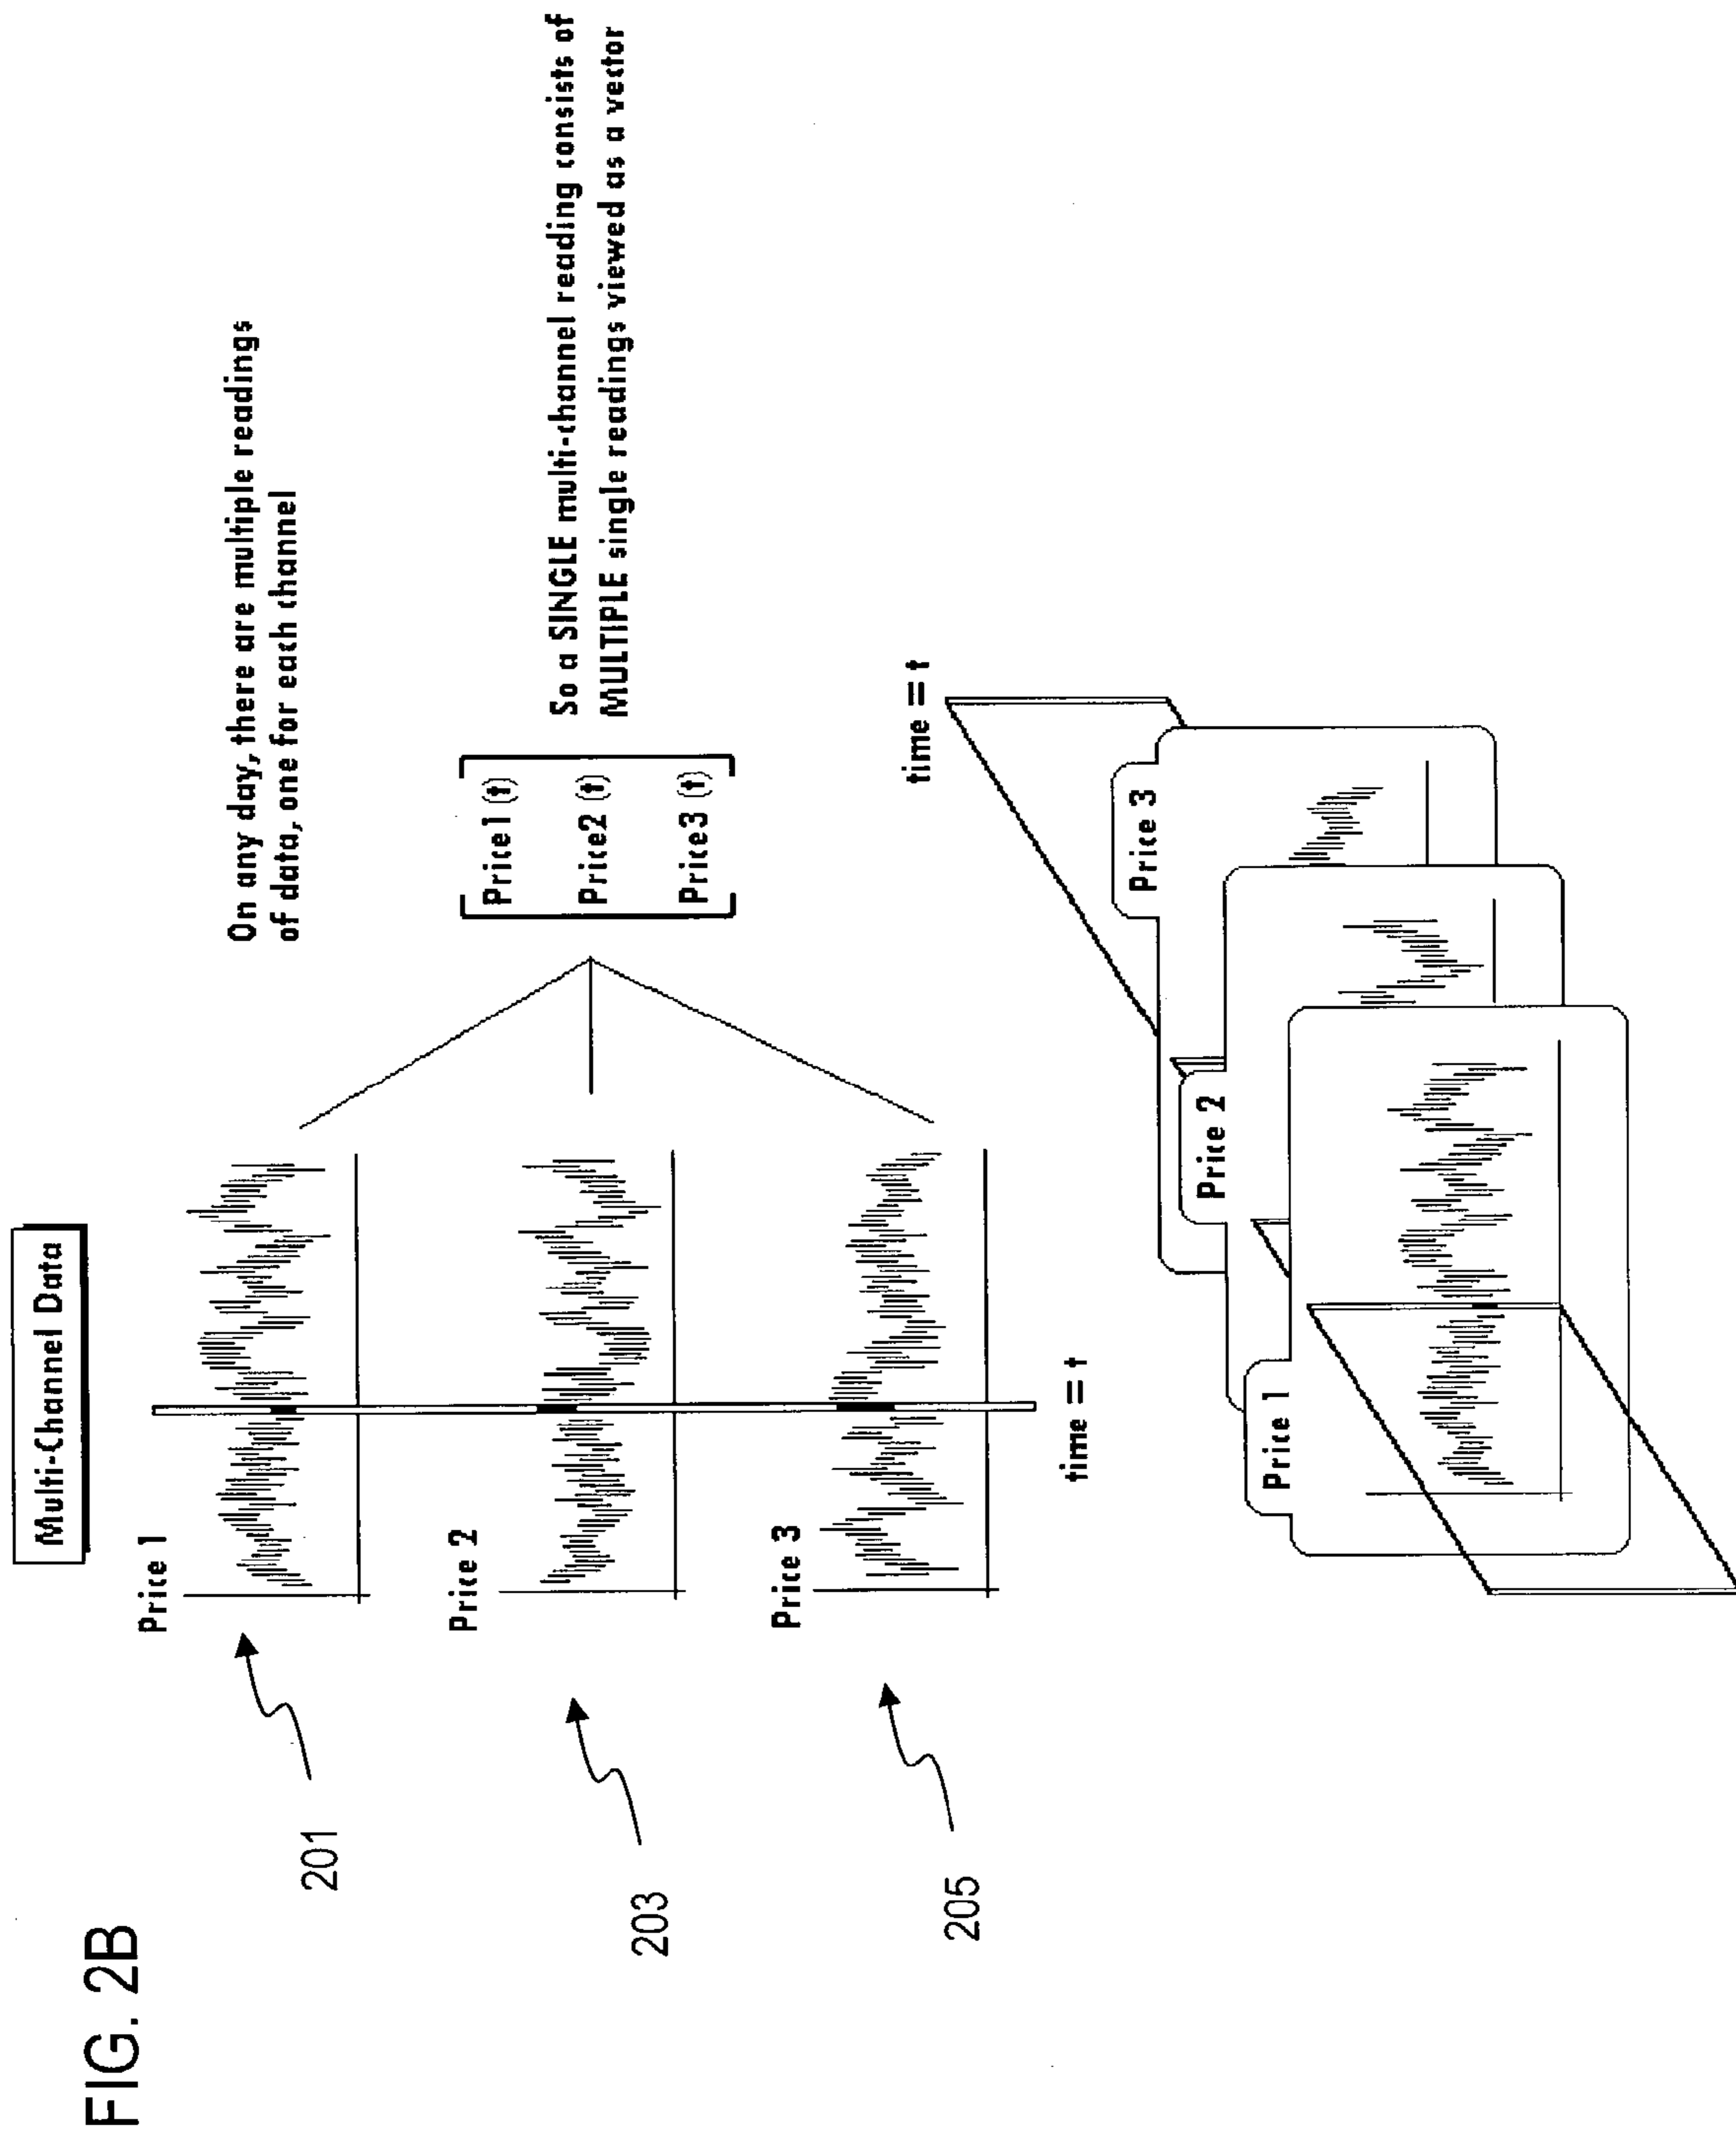 FIG. 2B
Multi-Channel Data
Price 1
201
On any day, there are multiple readings
of data, one for each channel
Price 2
203
Price1 (t)
Price2 (t)
Price3 (t)
So a SINGLE multi-channel reading consists of
MULTIPLE single readings viewed as a vector
Price 3
205
time = t
time = t
Price 3
Price 2
Price 1